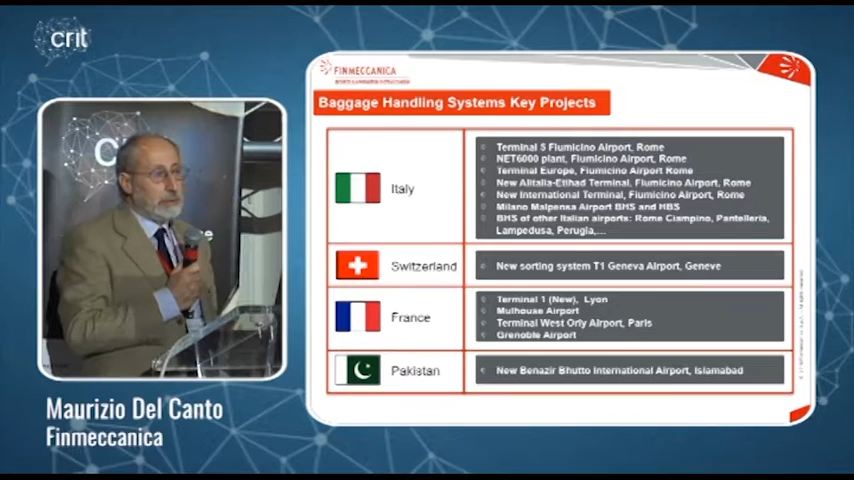 crit
FINMECCANICA
Baggage Handling Systems Key Projects
Italy
Terminal 5 Fiumicino Airport, Rome
NET6000 plant, Fiumicino Airport, Rome
Terminal Europe, Fiumicino Airport Rome
New Alitalia-Etihad Terminal, Fiumicino Airport, Rome
New International Terminal, Fiumicino Airport, Rome
Milano Malpensa Airport BHS and HBS
BHS of other Italian airports: Rome Ciampino, Pantelleria,
Lampedusa, Perugia,...
Switzerland
New sorting system T1 Geneva Airport, Geneve
France
Terminal 1 (New), Lyon
Mulhouse Airport
Terminal West Orly Airport, Paris
Grenoble Airport
Pakistan
New Benazir Bhutto International Airport, Islamabad
Maurizio Del Canto
Finmeccanica